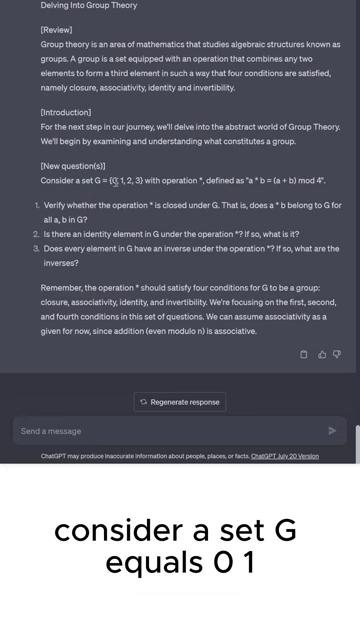 Delving Into Group Theory
[Review]
Group theory is an area of mathematics that studies algebraic structures known as
groups. A group is a set equipped with an operation that combines any two
elements to form a third element in such a way that four conditions are satisfied,
namely closure, associativity, identity and invertibility.
[Introduction]
For the next step in our journey, we'll delve into the abstract world of Group Theory.
We'll begin by examining and understanding what constitutes a group.
[New question(s)]
Consider a set G = {0, 1, 2, 3} with operation *, defined as "a * b = (a + b) mod 4".
1. Verify whether the operation * is closed under G. That is, does a * b belong to G for
all a, b in G?
2. Is there an identity element in G under the operation *? If so, what is it?
3. Does every element in G have an inverse under the operation *? If so, what are the
inverses?
Remember, the operation * should satisfy four conditions for G to be a group:
closure, associativity, identity, and invertibility. We're focusing on the first, second,
and fourth conditions in this set of questions. We can assume associativity as a
given for now, since addition (even modulo n) is associative.
Regenerate response
Send a message
ChatGPT may produce inaccurate information about people, places, or facts. ChatGPT July 20 Version
consider a set G
equals 0 1